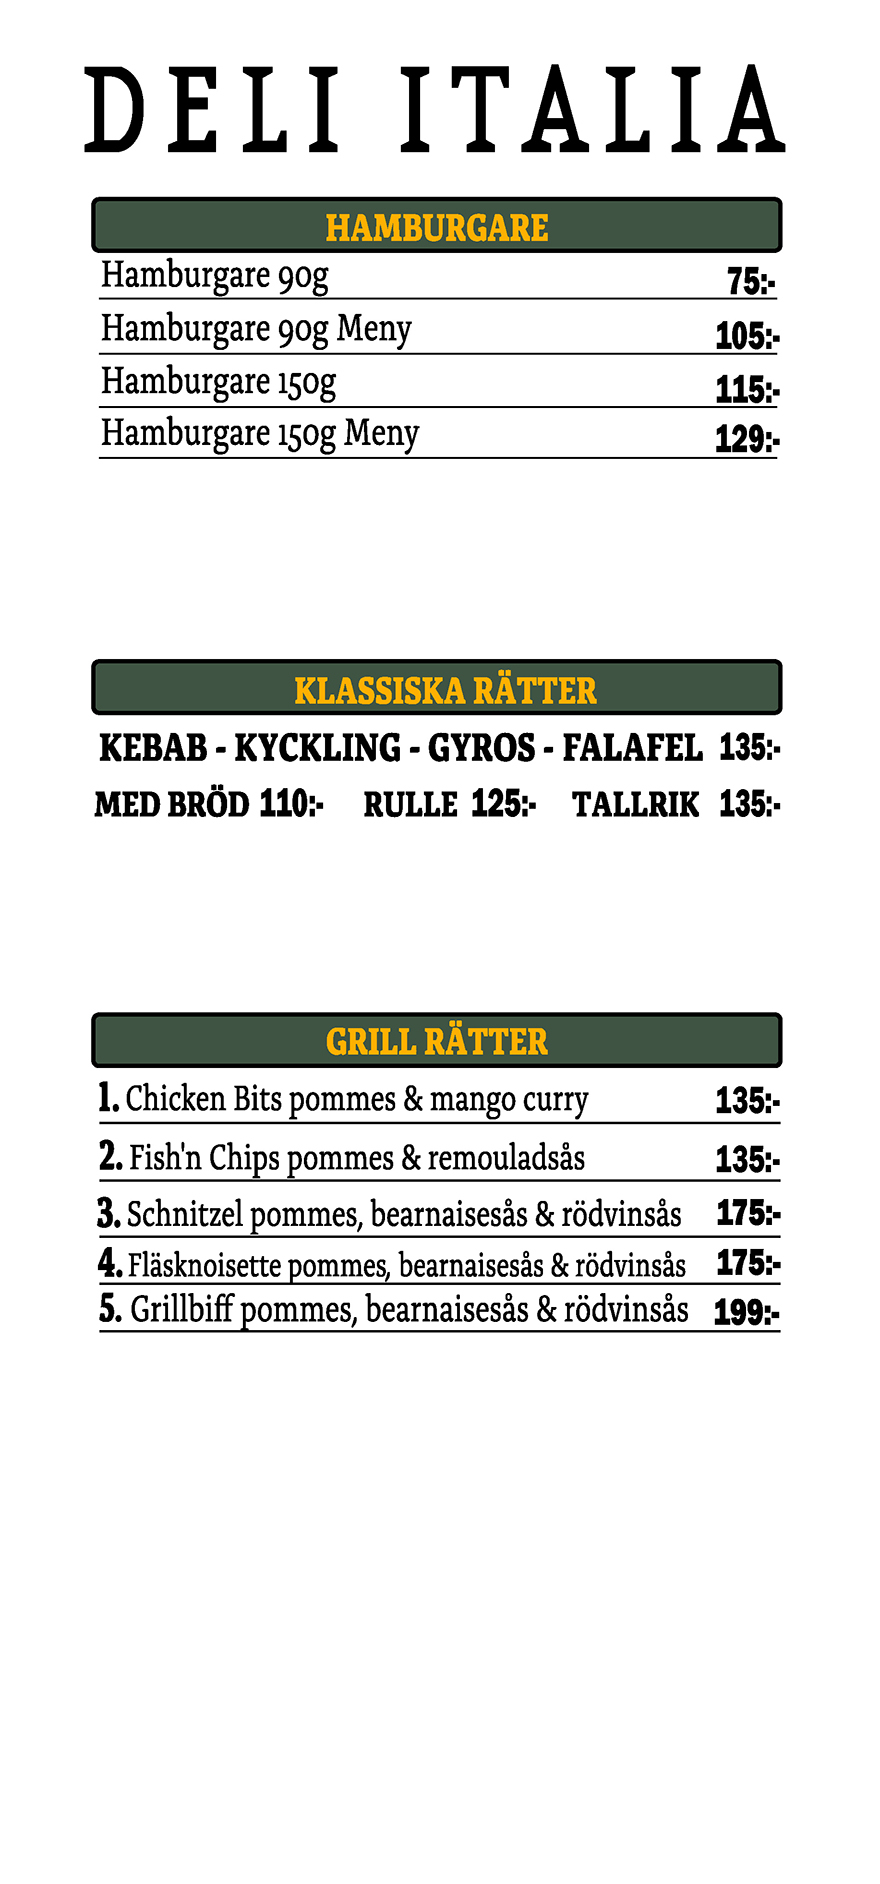 DELI ITALIA
HAMBURGARE
Hamburgare 90g 75:-
Hamburgare 90g Meny 105:-
Hamburgare 150g 115:-
Hamburgare 150g Meny 129:-
KLASSISKA RÄTTER
KEBAB - KYCKLING - GYROS - FALAFEL 135:-
MED BRÖD 110:- RULLE 125:- TALLRIK 135:-
GRILL RÄTTER
1. Chicken Bits pommes & mango curry 135:-
2. Fish'n Chips pommes & remouladsås 135:-
3. Schnitzel pommes, bearnaisesås & rödvinsås 175:-
4. Fläsknoisette pommes, bearnaisesås & rödvinsås 175:-
5. Grillbiff pommes, bearnaisesås & rödvinsås 199:-